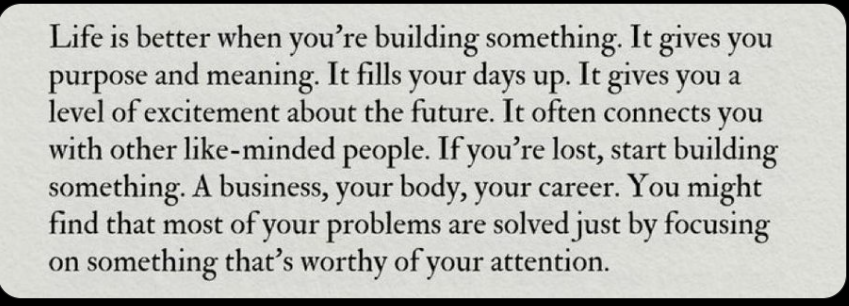 Life is better when you’re building something. It gives you
purpose and meaning. It fills your days up. It gives you a
level of excitement about the future. It often connects you
with other like-minded people. If you’re lost, start building
something. A business, your body, your career. You might
find that most of your problems are solved just by focusing
on something that’s worthy of your attention.